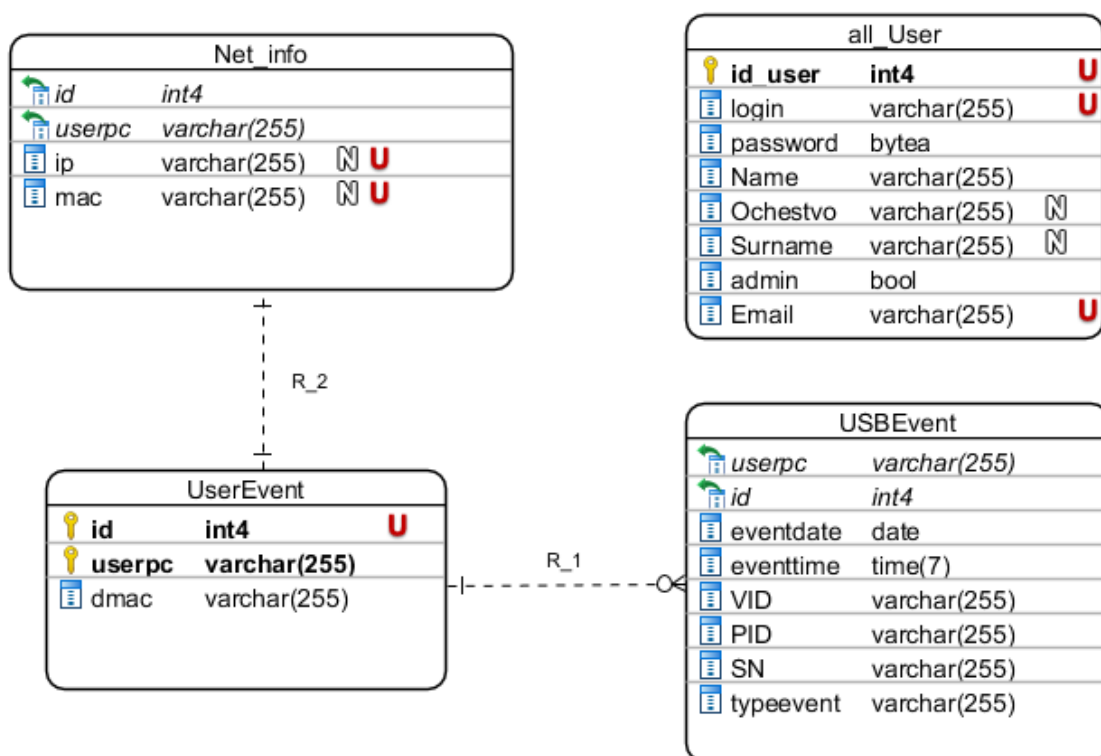 Net_info
id int4
userpc varchar(255)
ip varchar(255) N U
mac varchar(255) N U
all_User
id_user int4 U
login varchar(255) U
password bytea
Name varchar(255)
Ochestvo varchar(255) N
Surname varchar(255) N
admin bool
Email varchar(255) U
R_2
UserEvent
id int4 U
userpc varchar(255)
dmac varchar(255)
R_1
USBEvent
userpc varchar(255)
id int4
eventdate date
eventtime time(7)
VID varchar(255)
PID varchar(255)
SN varchar(255)
typeevent varchar(255)